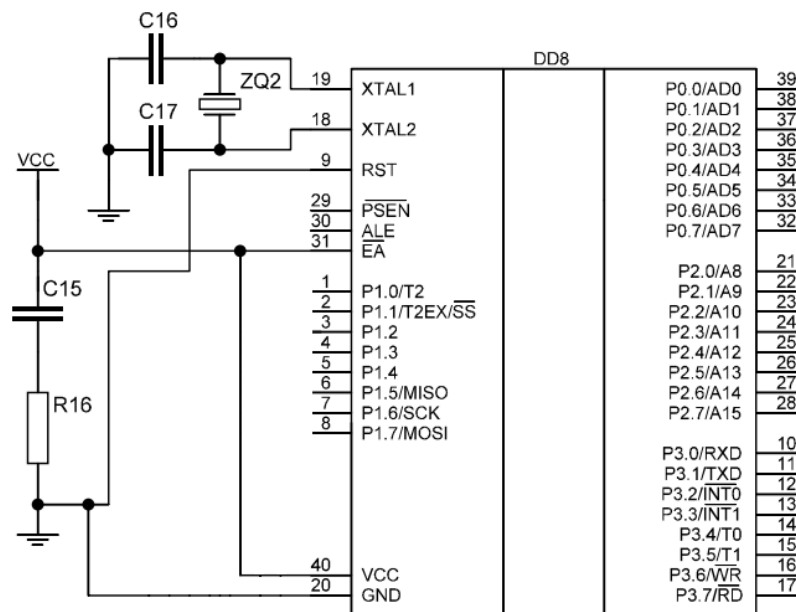 C16
DD8
ZQ2
19 XTAL1 P0.0/AD0 39
P0.1/AD1 38
C17
18 XTAL2 P0.2/AD2 37
P0.3/AD3 36
VCC
9 RST P0.4/AD4 35
P0.5/AD5 34
29 PSEN P0.6/AD6 33
30 ALE P0.7/AD7 32
31 EA
P2.0/A8 21
C15
1 P1.0/T2 P2.1/A9 22
2 P1.1/T2EX/SS P2.2/A10 23
3 P1.2 P2.3/A11 24
4 P1.3 P2.4/A12 25
5 P1.4 P2.5/A13 26
6 P1.5/MISO P2.6/A14 27
R16
7 P1.6/SCK P2.7/A15 28
8 P1.7/MOSI
P3.0/RXD 10
P3.1/TXD 11
P3.2/INT0 12
P3.3/INT1 13
P3.4/T0 14
P3.5/T1 15
40 VCC P3.6/WR 16
20 GND P3.7/RD 17